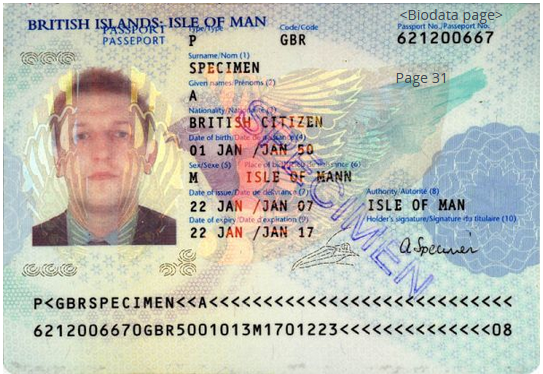 <Biodata page>
BRITISH ISLANDS: ISLE OF MAN
PASSPORT
PASSEPORT
Type/Type
P
Code/Code
GBR
Passport No./Passeport No.
621200667
Surname/Nom (1)
SPECIMEN
Page 31
Given names/Prénoms (2)
A
Nationality/Nationalité (3)
BRITISH CITIZEN
Date of birth/Date de naissance (4)
01 JAN /JAN 50
Sex/Sexe (5)
M
Place of birth/Lieu de naissance (6)
ISLE OF MANN
Date of issue/Date de délivrance (7)
22 JAN /JAN 07
Authority/Autorité (8)
ISLE OF MAN
Date of expiry/Date d'expiration (9)
22 JAN /JAN 17
Holder's signature/Signature du titulaire (10)
A Specimen
SPECIMEN
P<GBRSPECIMEN<<A<<<<<<<<<<<<<<<<<<<<<<<<<<<<
6212006670GBR5001013M1701223<<<<<<<<<<<<<<08